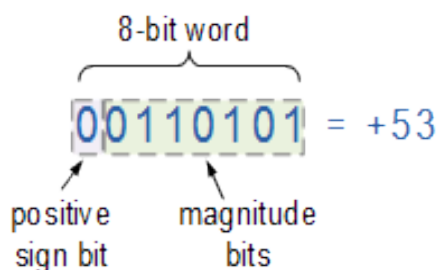 8-bit word
00110101 = +53
positive sign bit
magnitude bits